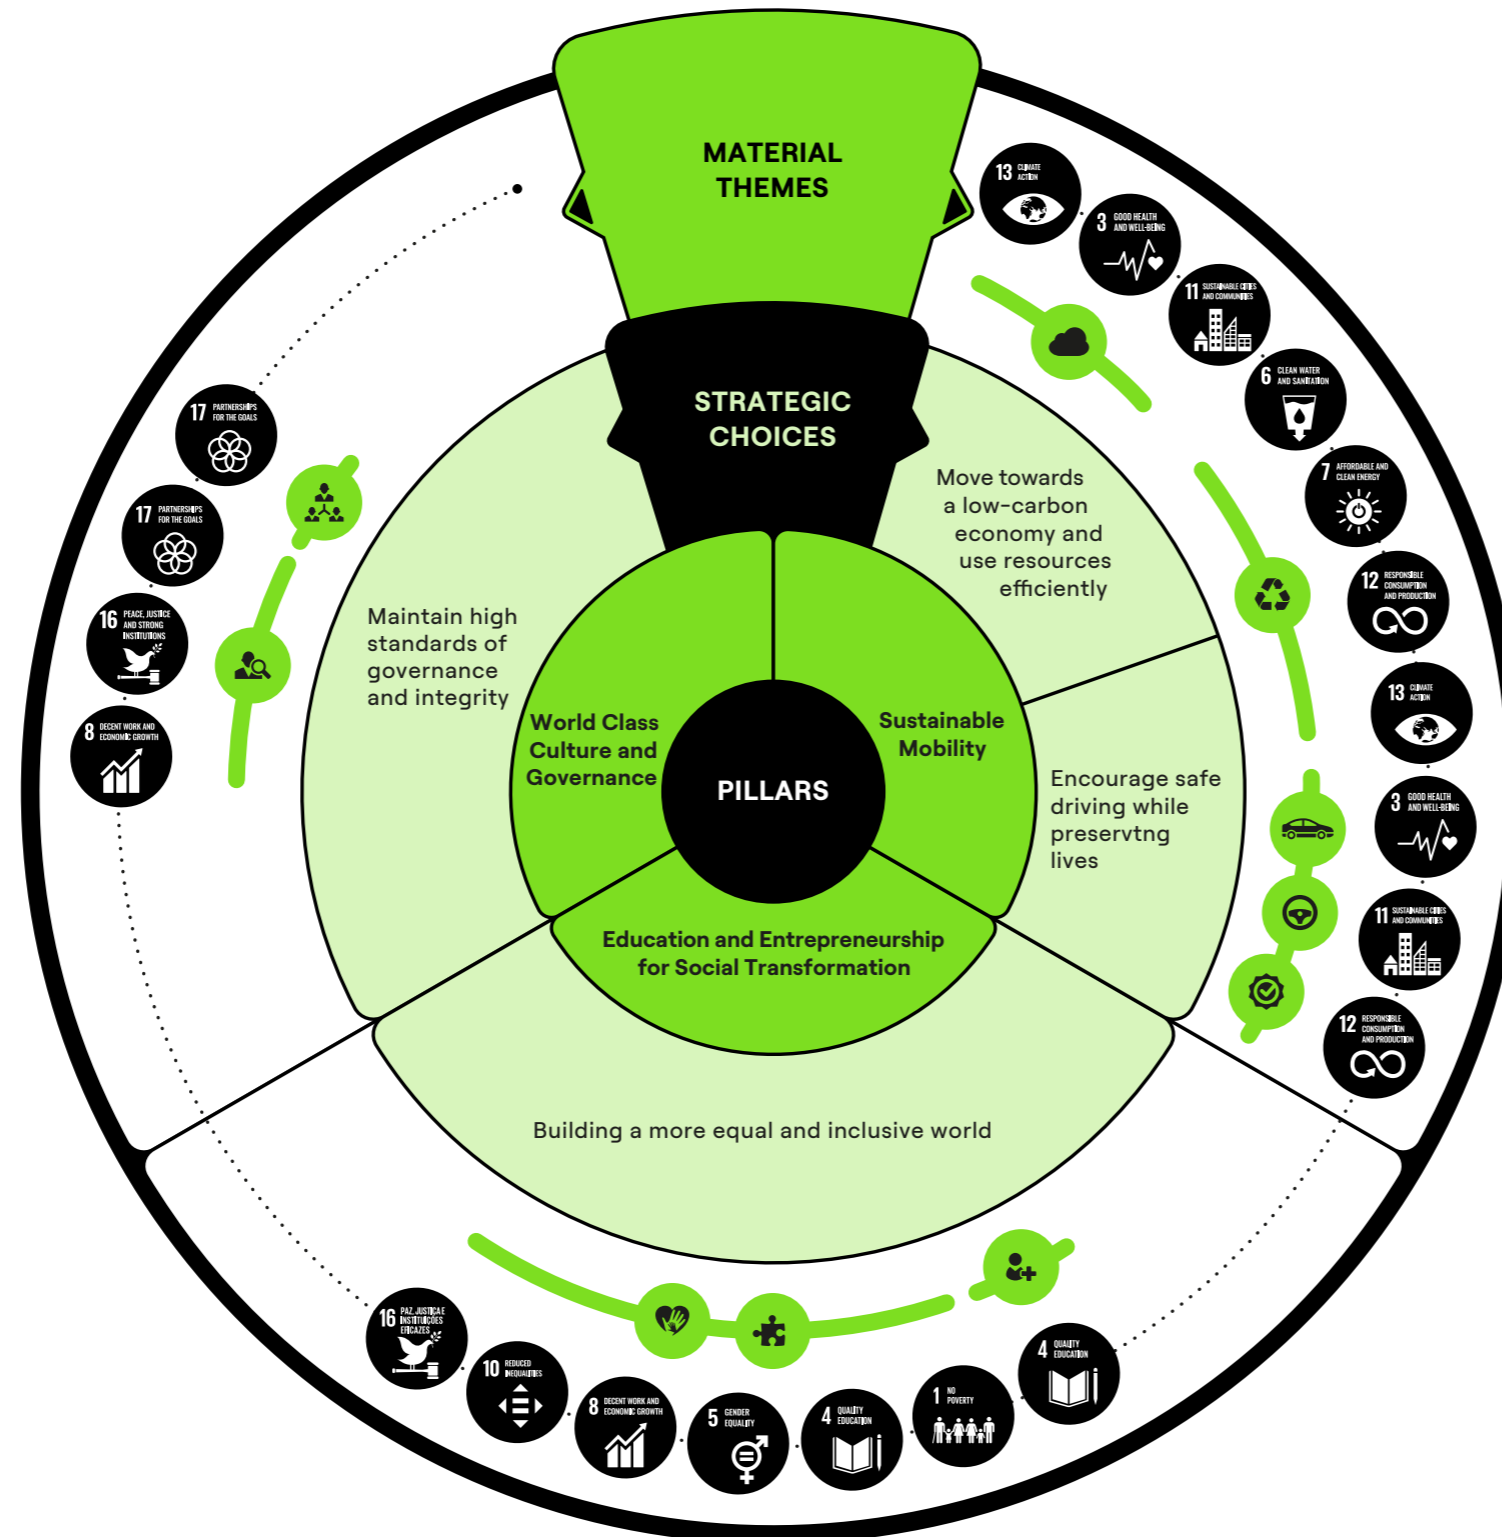 MATERIAL
THEMES
STRATEGIC
CHOICES
PILLARS
Sustainable
Mobility
World Class
Culture and
Governance
Education and Entrepreneurship
for Social Transformation
Move towards
a low-carbon
economy and
use resources
efficiently
Encourage safe
driving while
preservtng
lives
Building a more equal and inclusive world
Maintain high
standards of
governance
and integrity
13 CLIMATE
ACTION
3 GOOD HEALTH
AND WELL-BEING
11 SUSTAINABLE CITIES
AND COMMUNITIES
6 CLEAN WATER
AND SANITATION
7 AFFORDABLE AND
CLEAN ENERGY
12 RESPONSIBLE
CONSUMPTION
AND PRODUCTION
13 CLIMATE
ACTION
3 GOOD HEALTH
AND WELL-BEING
11 SUSTAINABLE CITIES
AND COMMUNITIES
12 RESPONSIBLE
CONSUMPTION
AND PRODUCTION
4 QUALITY
EDUCATION
1 NO
POVERTY
4 QUALITY
EDUCATION
5 GENDER
EQUALITY
8 DECENT WORK AND
ECONOMIC GROWTH
10 REDUCED
INEQUALITIES
16 PAZ, JUSTIÇA E
INSTITUIÇÕES
EFICAZES
8 DECENT WORK AND
ECONOMIC GROWTH
16 PEACE, JUSTICE
AND STRONG
INSTITUTIONS
17 PARTNERSHIPS
FOR THE GOALS
17 PARTNERSHIPS
FOR THE GOALS